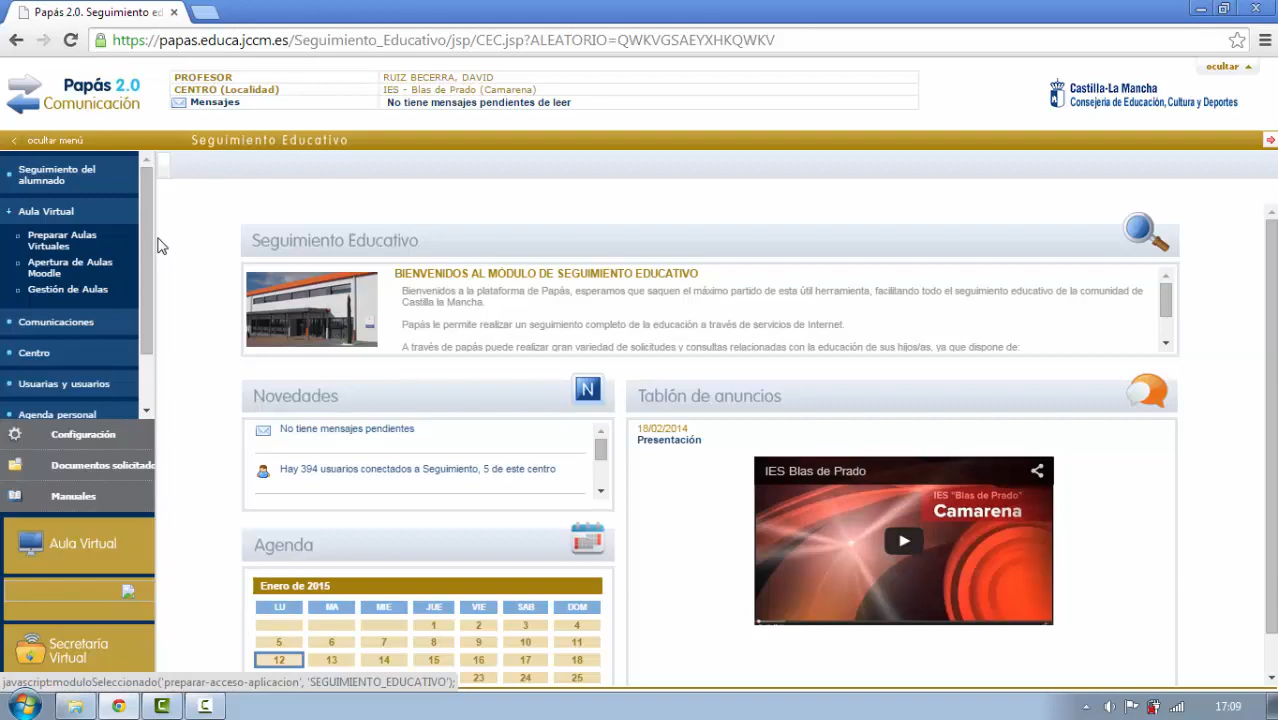 Papás 2.0. Seguimiento ed
https://papas.educa.jccm.es/Seguimiento_Educativo/jsp/CEC.jsp?ALEATORIO=QWKVGSAEYXHKQWKV
ocultar
Papás 2.0
Comunicación
PROFESOR RUIZ BECERRA, DAVID
CENTRO (Localidad) IES - Blas de Prado (Camarena)
Mensajes No tiene mensajes pendientes de leer
Castilla-La Mancha
Consejería de Educación, Cultura y Deportes
ocultar menú
Seguimiento Educativo
Seguimiento del
alumnado
Aula Virtual
Preparar Aulas
Virtuales
Apertura de Aulas
Moodle
Gestión de Aulas
Comunicaciones
Centro
Usuarias y usuarios
Agenda personal
Configuración
Documentos solicitado
Manuales
Aula Virtual
Secretaría
Virtual
Seguimiento Educativo
BIENVENIDOS AL MÓDULO DE SEGUIMIENTO EDUCATIVO
Bienvenidos a la plataforma de Papás, esperamos que saquen el máximo partido de esta útil herramienta, facilitando todo el seguimiento educativo de la comunidad de
Castilla la Mancha.
Papás le permite realizar un seguimiento completo de la educación a través de servicios de Internet.
A través de papás puede realizar gran variedad de solicitudes y consultas relacionadas con la educación de sus hijos/as, ya que dispone de:
Novedades
N
No tiene mensajes pendientes
Hay 394 usuarios conectados a Seguimiento, 5 de este centro
Agenda
Enero de 2015
LU MA MIE JUE VIE SAB DOM
1 2 3 4
5 6 7 8 9 10 11
12 13 14 15 16 17 18
23 24 25
Tablón de anuncios
18/02/2014
Presentación
IES Blas de Prado
IES "Blas de Prado"
Camarena
javascript:moduloSeleccionado('preparar-acceso-aplicacion', 'SEGUIMIENTO_EDUCATIVO');
17:09